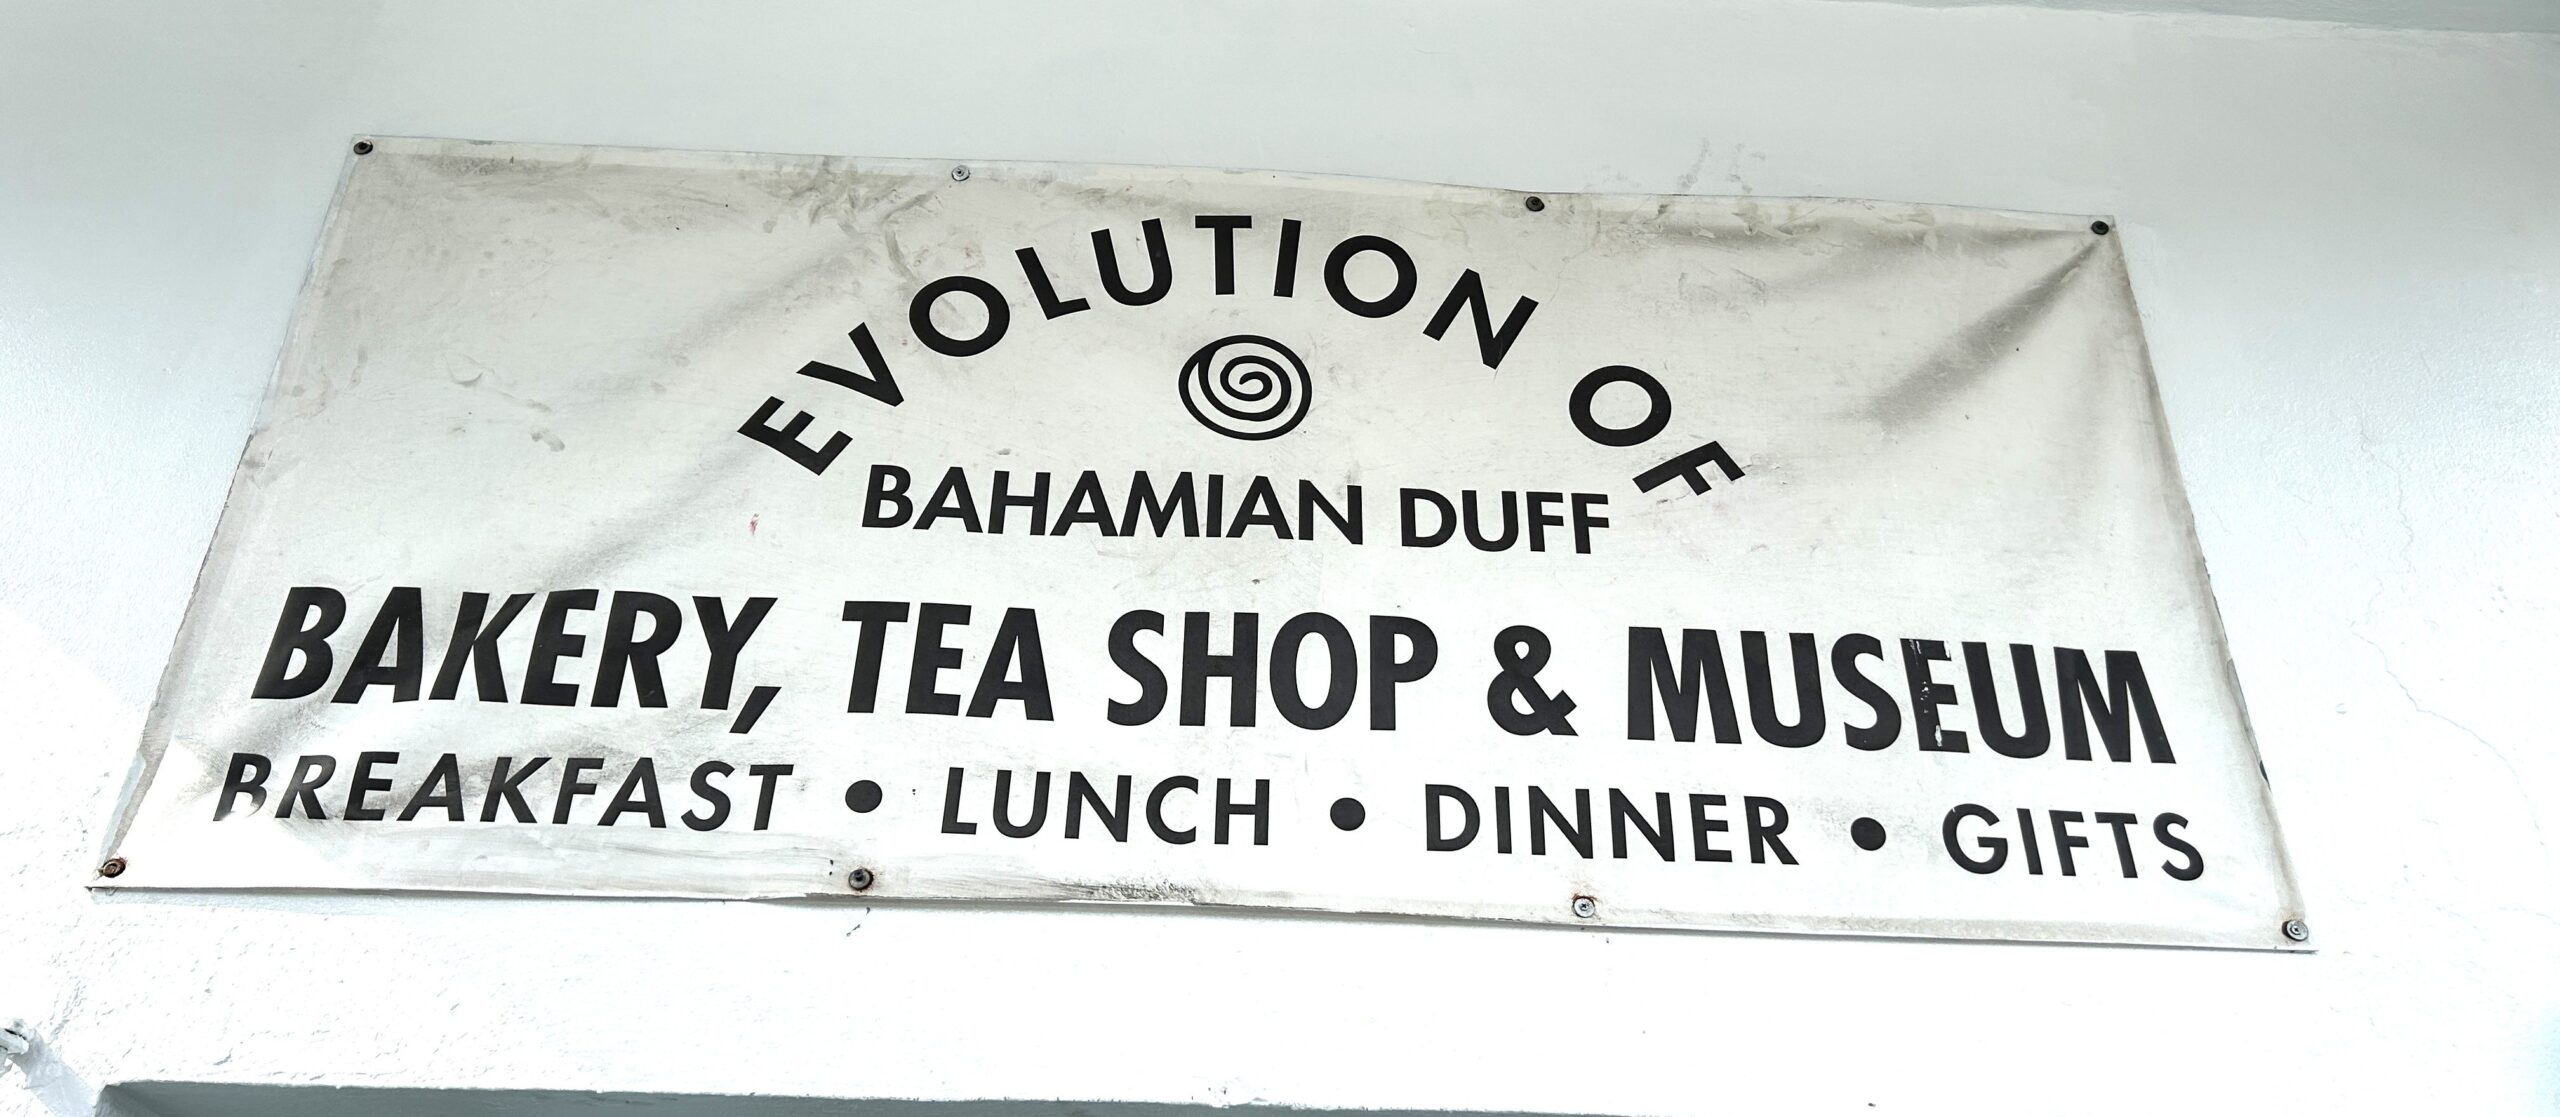 EVOLUTION OF
BAHAMIAN DUFF
BAKERY, TEA SHOP & MUSEUM
BREAKFAST • LUNCH • DINNER • GIFTS